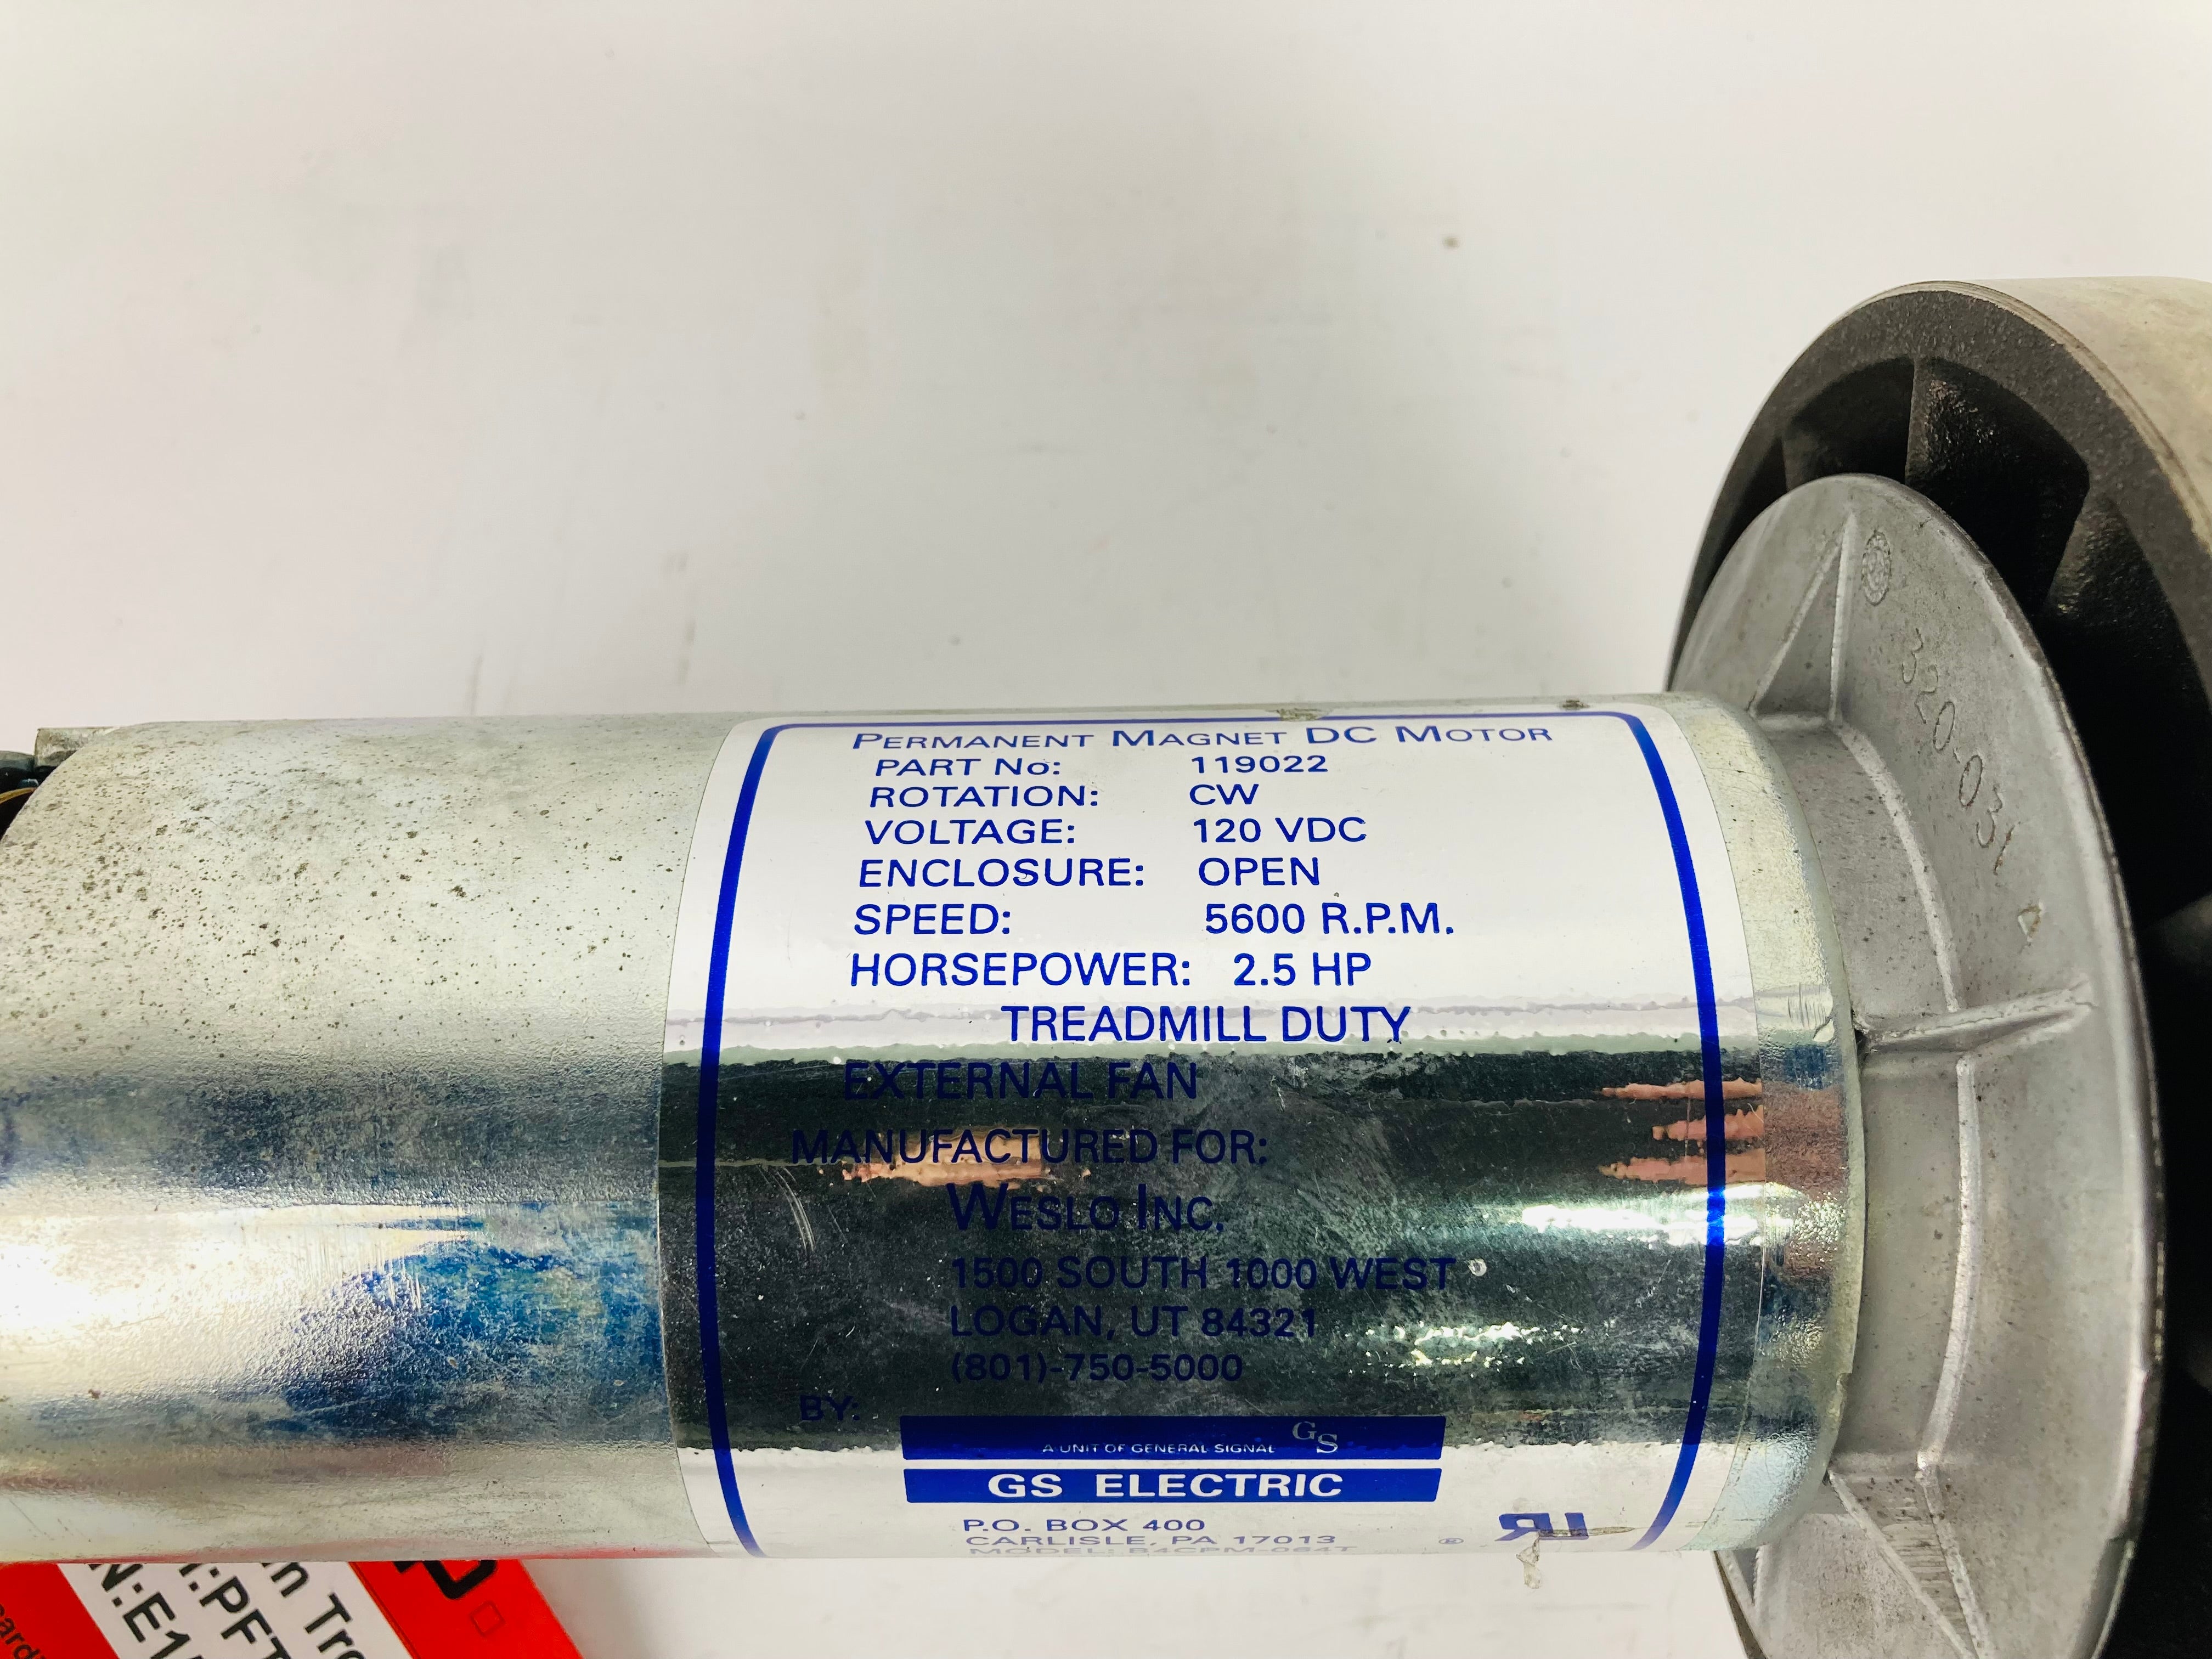 PERMANENT MAGNET DC MOTOR
PART No: 119022
ROTATION: CW
VOLTAGE: 120 VDC
ENCLOSURE: OPEN
SPEED: 5600 R.P.M.
HORSEPOWER: 2.5 HP
TREADMILL DUTY
EXTERNAL FAN
MANUFACTURED FOR:
WESLO INC.
1500 SOUTH 1000 WEST
LOGAN, UT 84321
(801)-750-5000
BY:
GS
A UNIT OF GENERAL SIGNAL
GS ELECTRIC
P.O. BOX 400
CARLISLE, PA 17013
MODEL:
320-031